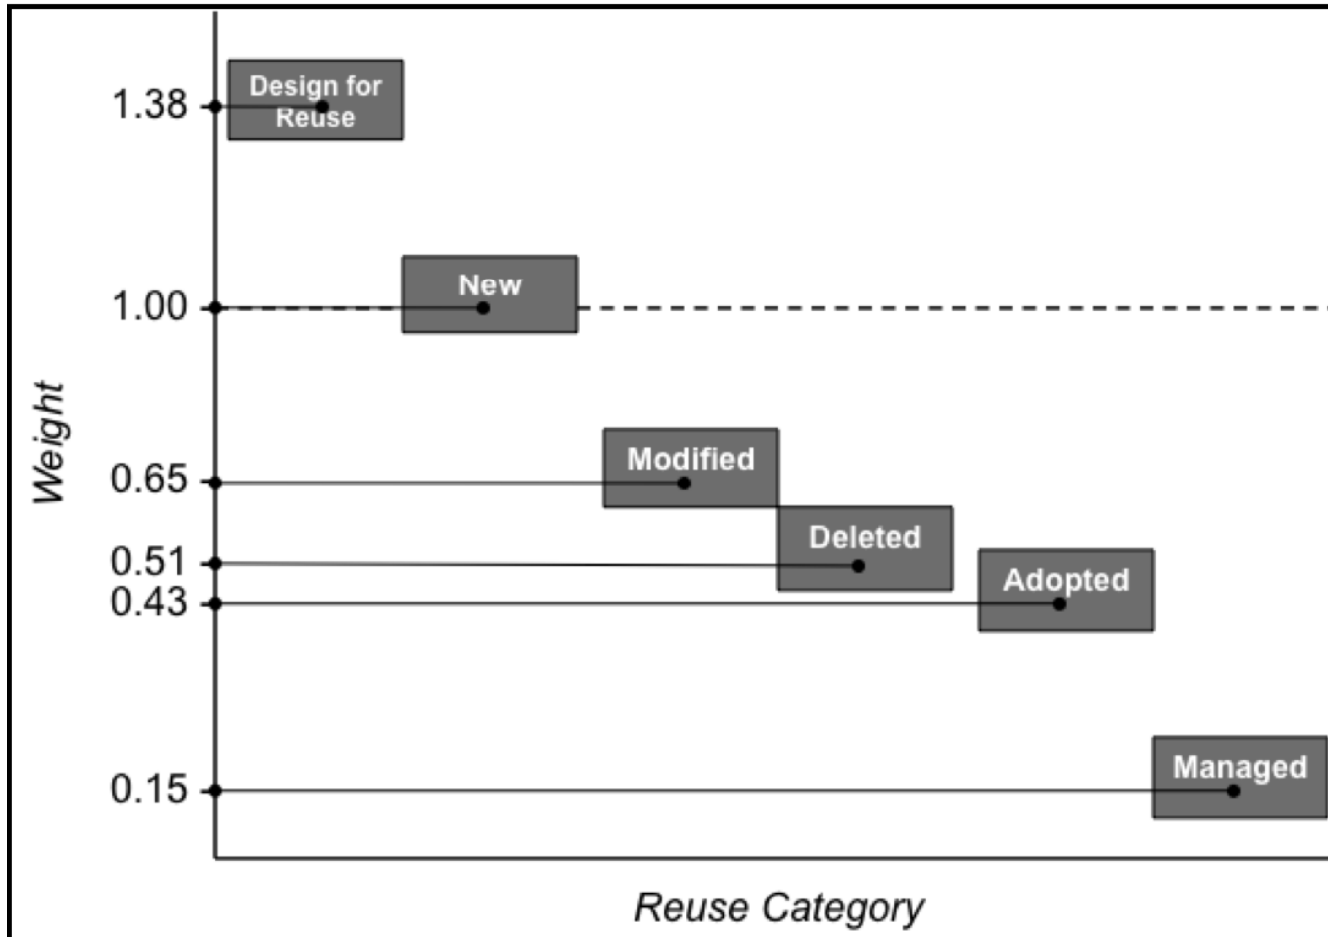 Design for
Reuse
1.38
New
1.00
Modified
0.65
Deleted
0.51
Adopted
0.43
Managed
0.15
Weight
Reuse Category